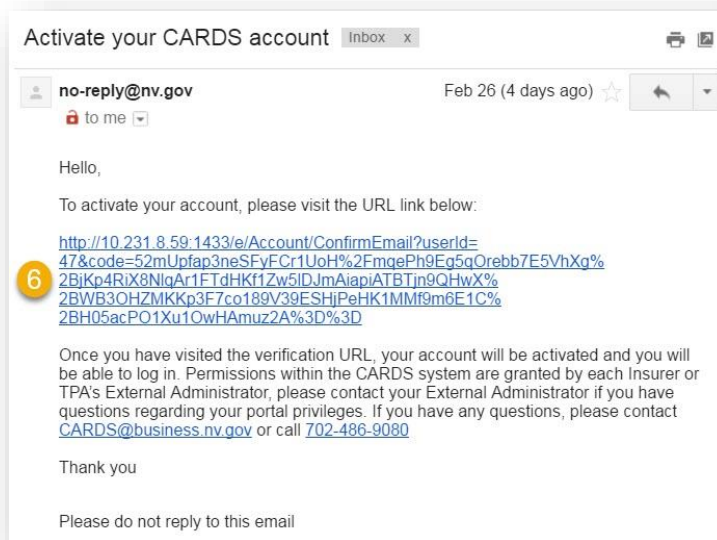 Activate your CARDS account Inbox x
no-reply@nv.gov Feb 26 (4 days ago)
to me
Hello,
To activate your account, please visit the URL link below:
http://10.231.8.59:1433/e/Account/ConfirmEmail?userId=
47&code=52mUpfap3neSFyFCr1UoH%2FmqePh9Eg5qOrebb7E5VhXg%
6 2BjKp4RiX8NlqAr1FTdHKf1Zw5lDJmAiapiATBTjn9QHwX%
2BWB3OHZMKKp3F7co189V39ESHjPeHK1MMf9m6E1C%
2BH05acPO1Xu1OwHAmuz2A%3D%3D
Once you have visited the verification URL, your account will be activated and you will
be able to log in. Permissions within the CARDS system are granted by each Insurer or
TPA's External Administrator, please contact your External Administrator if you have
questions regarding your portal privileges. If you have any questions, please contact
CARDS@business.nv.gov or call 702-486-9080
Thank you
Please do not reply to this email